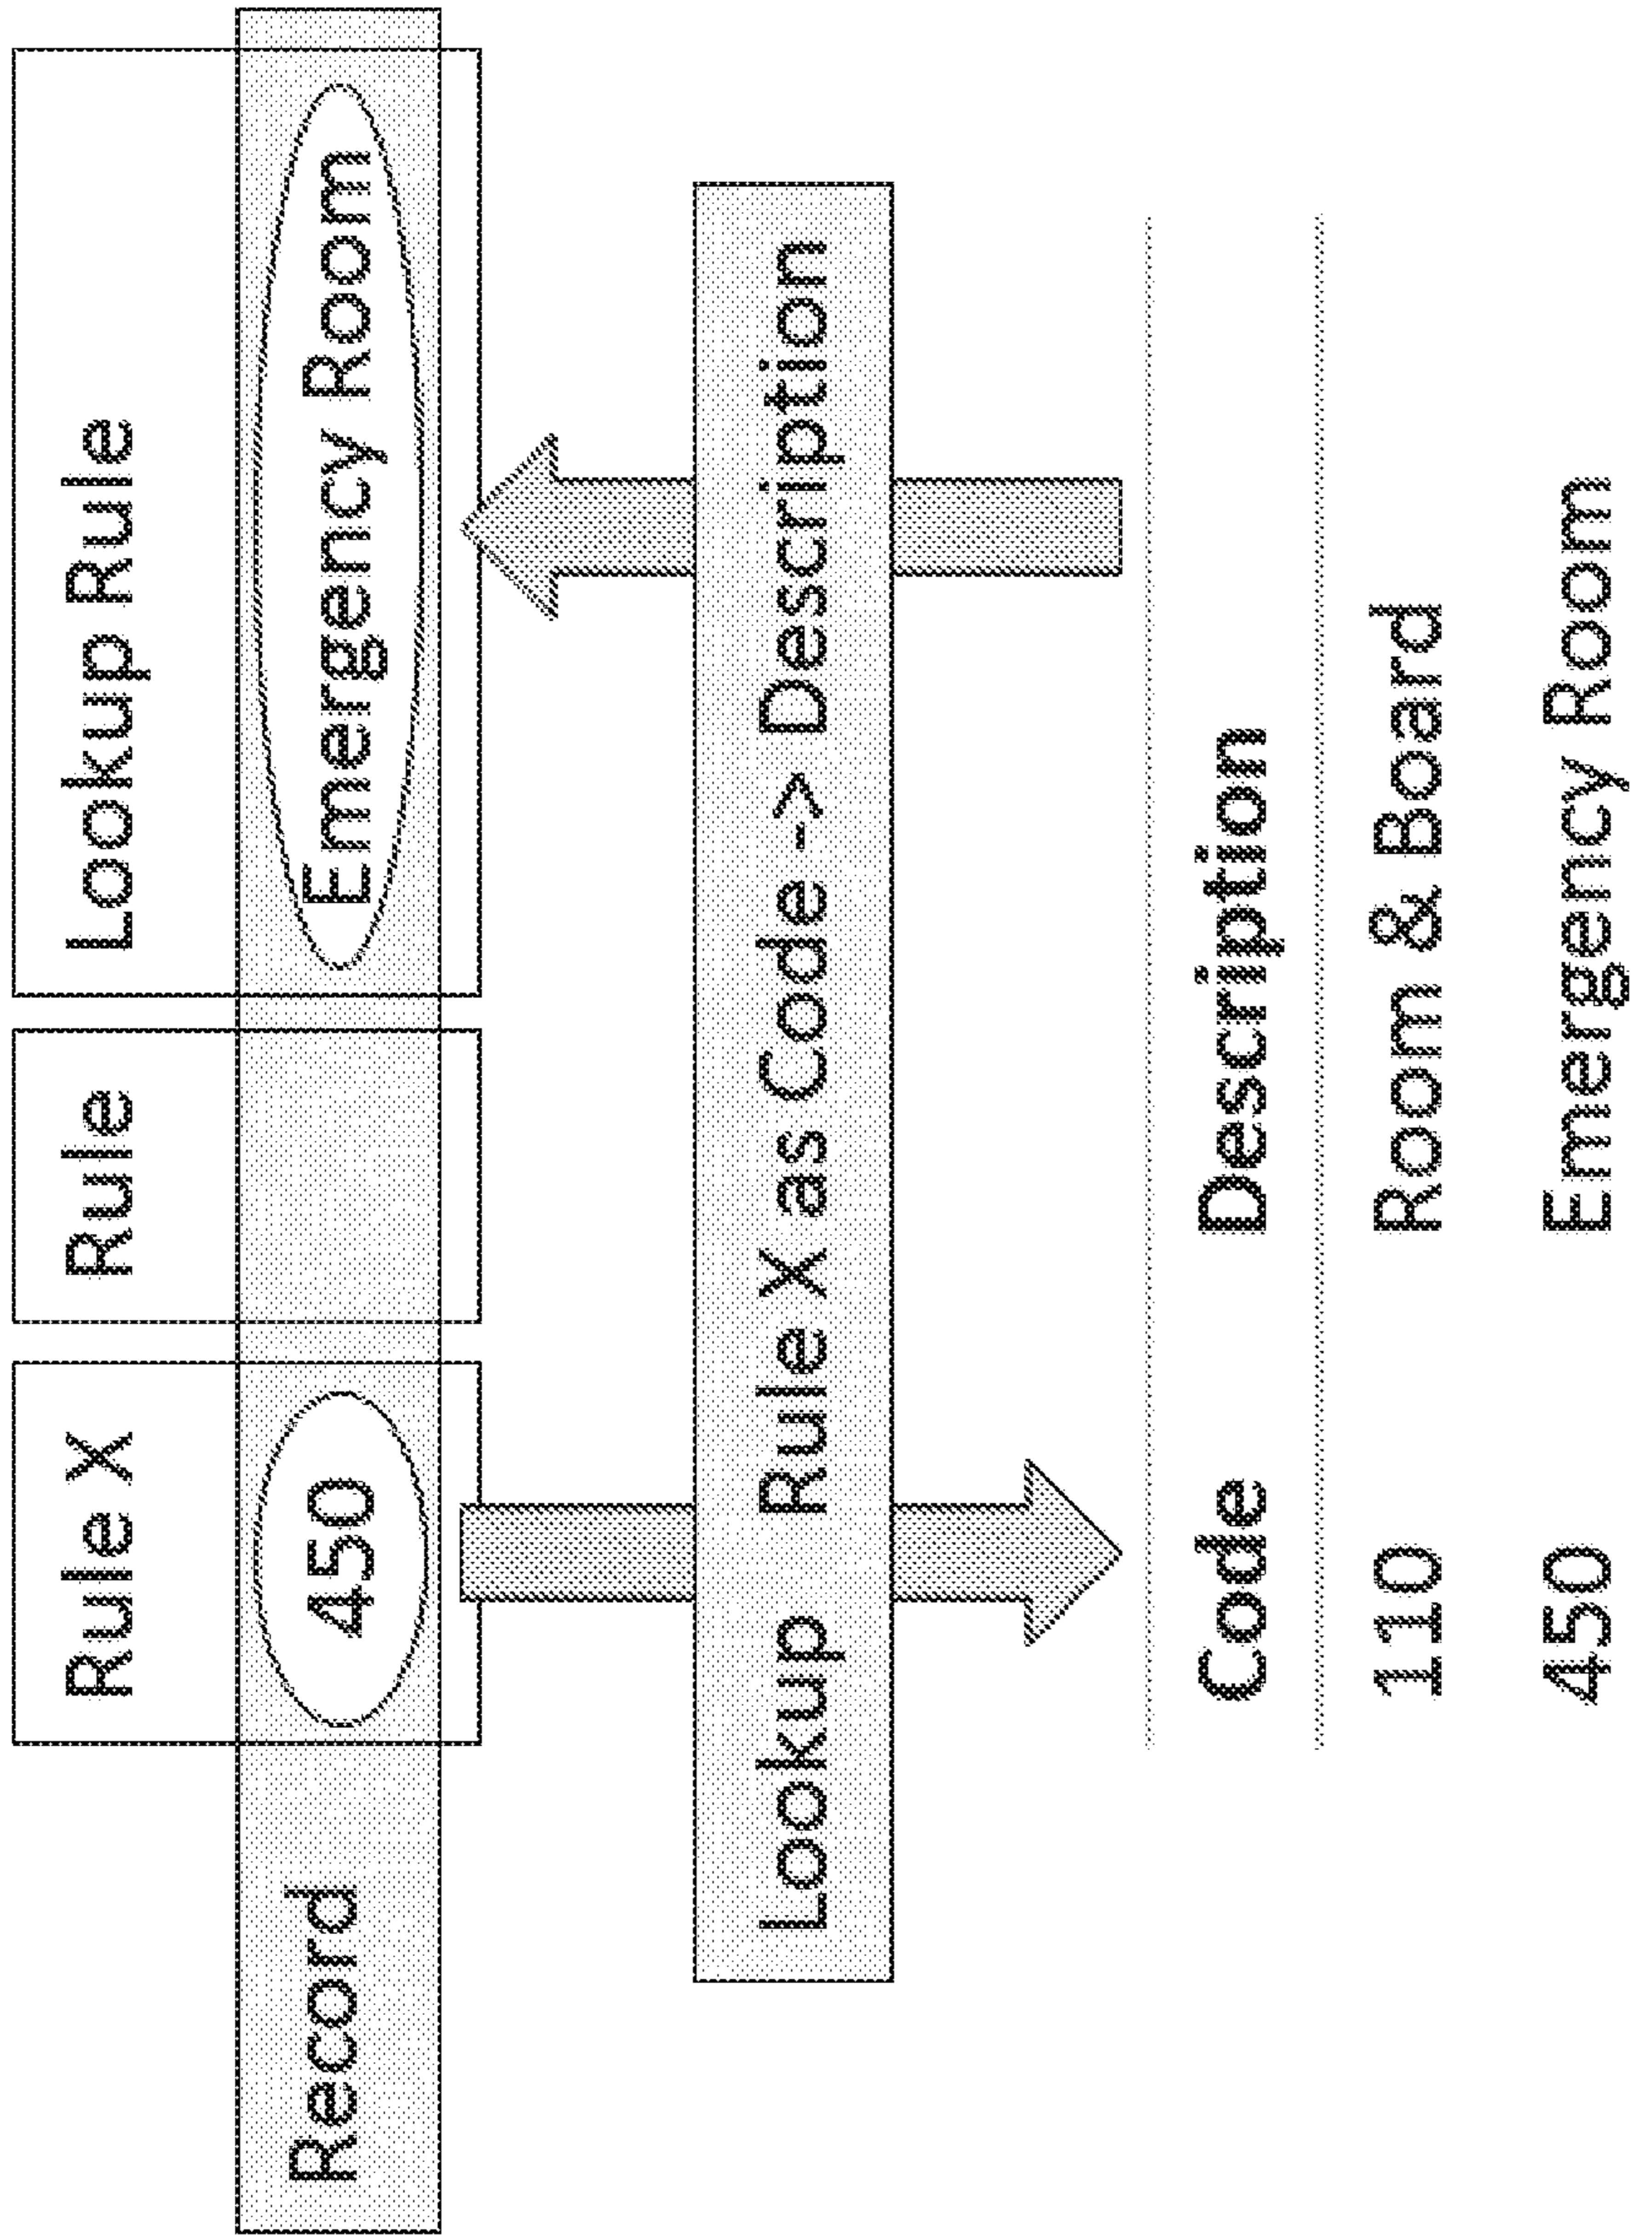 Rule X Rule Lookup Rule
Record 450 Emergency Room
Lookup Rule X as Code -> Description
Code Description
110 Room & Board
450 Emergency Room